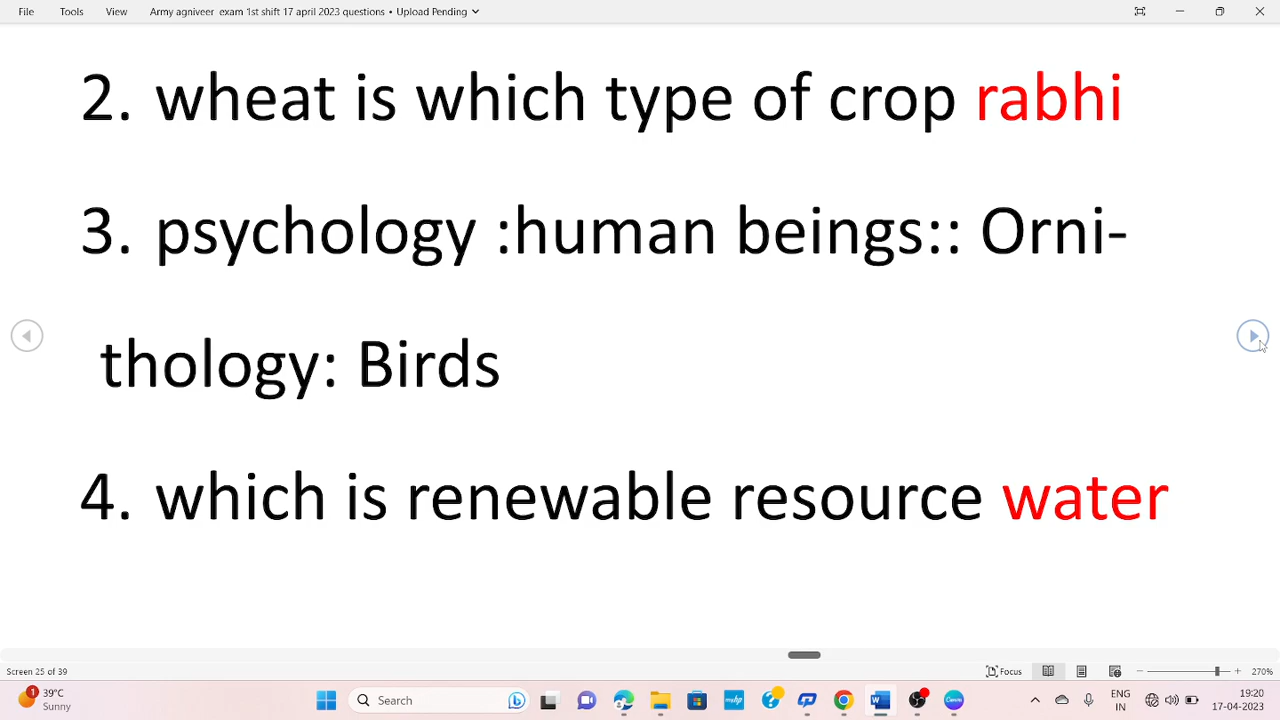 File Tools View Army agniveer exam 1st shift 17 april 2023 questions • Upload Pending
2. wheat is which type of crop rabhi
3. psychology :human beings:: Orni-
thology: Birds
4. which is renewable resource water
Screen 25 of 39 Focus 270%
1 39°C
Sunny
Search
ENG
IN
19:20
17-04-2023